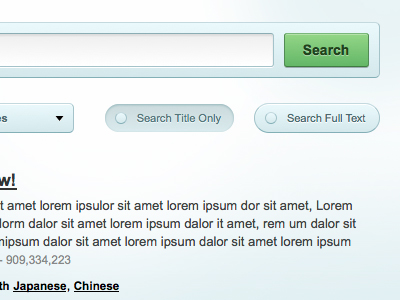 Search
Search Title Only
Search Full Text
w!
t amet lorem ipsulor sit amet lorem ipsum dor sit amet, Lorem
dorm dalor sit amet lorem ipsum dalor it amet, rem um dalor sit
mipsum dalor sit amet lorem ipsum dalor sit amet lorem ipsum
- 909,334,223
th Japanese, Chinese